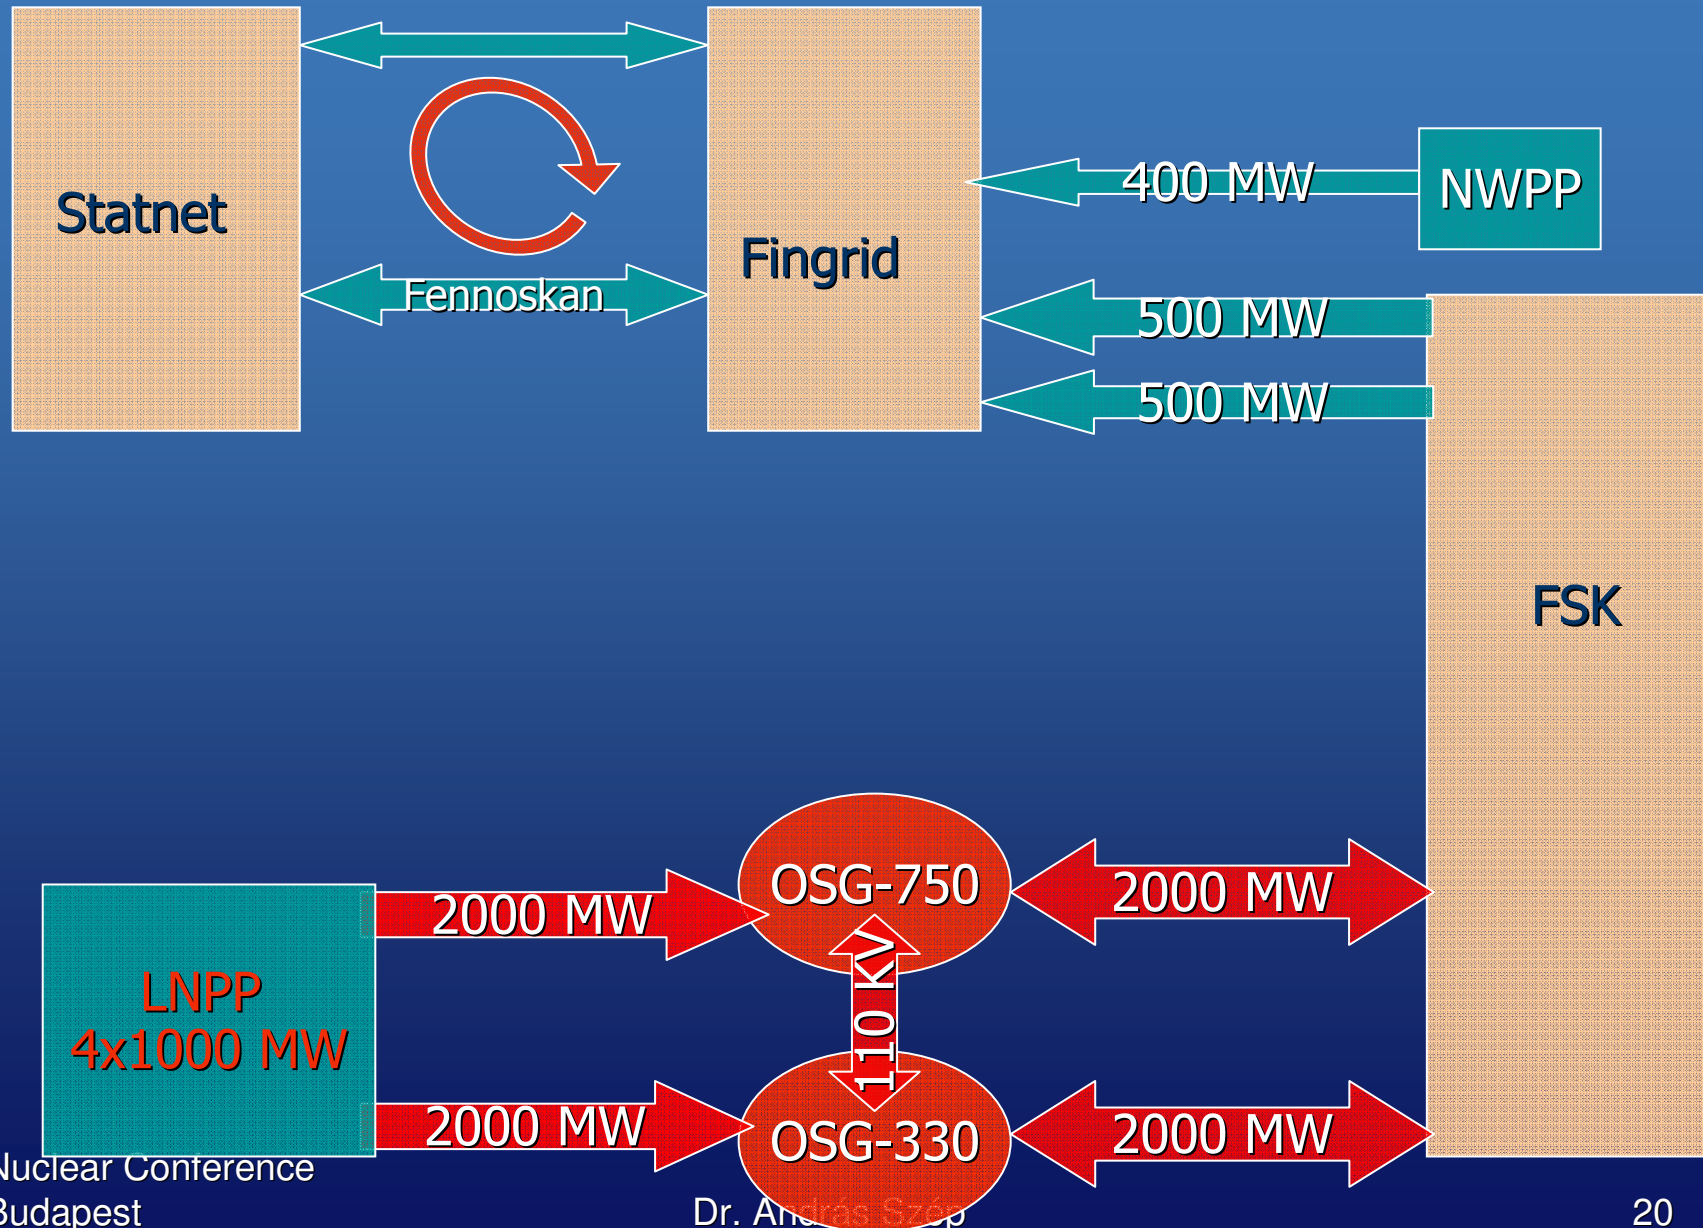 Statnet
Fennoskan
Fingrid
400 MW
NWPP
500 MW
500 MW
FSK
OSG-750
2000 MW
2000 MW
110 KV
LNPP
4x1000 MW
2000 MW
OSG-330
2000 MW
Nuclear Conference
Budapest
Dr. András Szép
20